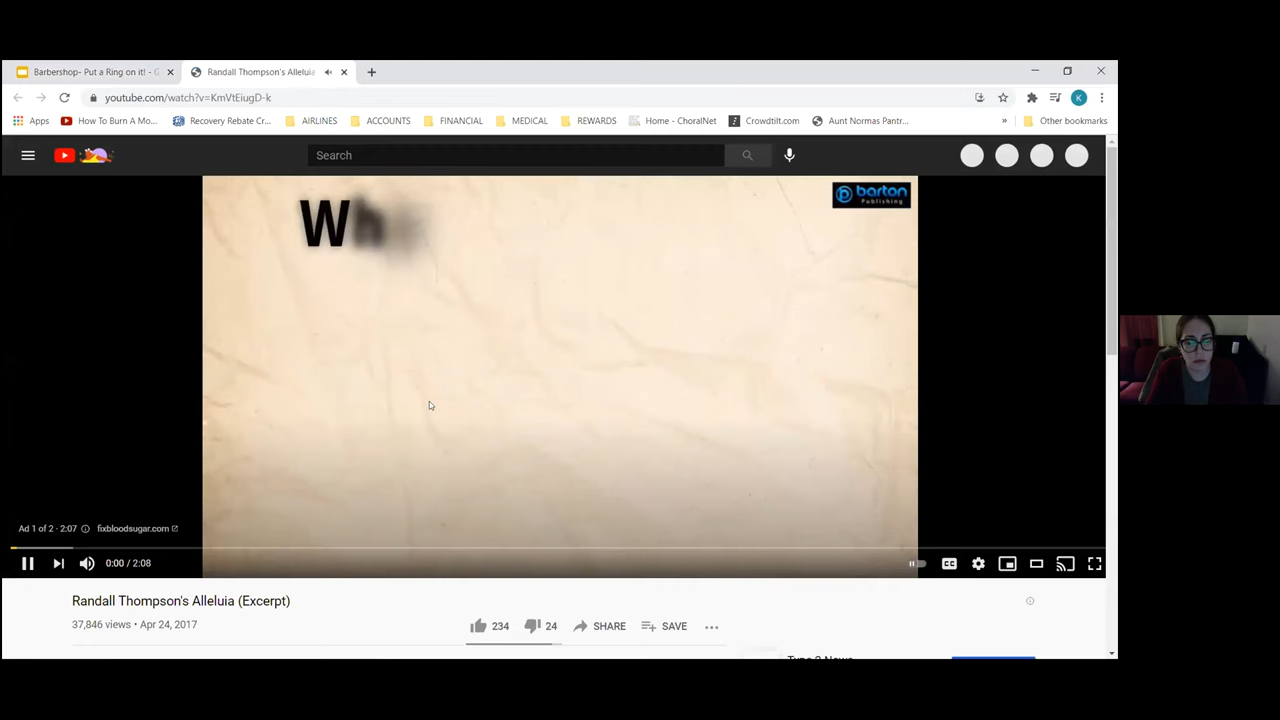 Barbershop- Put a Ring on it! - G
Randall Thompson's Alleluia
youtube.com/watch?v=KmVtEiugD-k
K
Apps
How To Burn A Mo...
Recovery Rebate Cr...
AIRLINES
ACCOUNTS
FINANCIAL
MEDICAL
REWARDS
Home - ChoralNet
Crowdtilt.com
Aunt Normas Pantr...
»
Other bookmarks
Search
Wh
barton
Publishing
Ad 1 of 2 · 2:07
fixbloodsugar.com
0:00 / 2:08
CC
Randall Thompson's Alleluia (Excerpt)
37,846 views • Apr 24, 2017
234
24
SHARE
SAVE